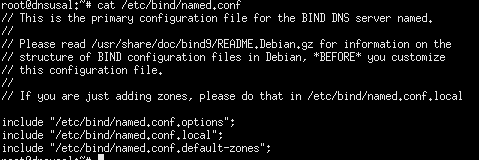 root@dnsusal:~# cat /etc/bind/named.conf
// This is the primary configuration file for the BIND DNS server named.
//
// Please read /usr/share/doc/bind9/README.Debian.gz for information on the
// structure of BIND configuration files in Debian, *BEFORE* you customize
// this configuration file.
//
// If you are just adding zones, please do that in /etc/bind/named.conf.local
include "/etc/bind/named.conf.options";
include "/etc/bind/named.conf.local";
include "/etc/bind/named.conf.default-zones";
root@dnsusal:~#